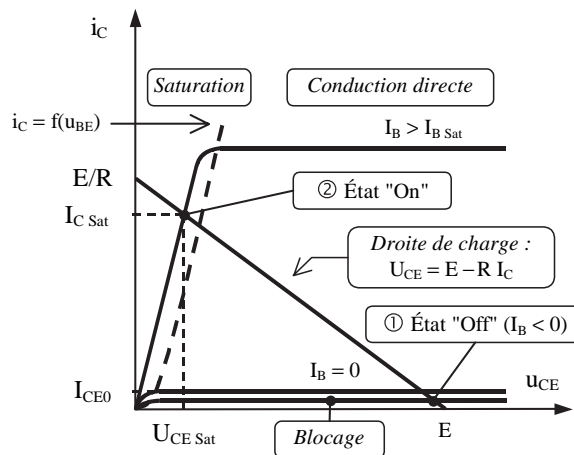 i_C
Saturation
Conduction directe
i_C = f(u_BE)
I_B > I_B Sat
E/R
② État "On"
I_C Sat
Droite de charge :
U_CE = E – R I_C
① État "Off" (I_B < 0)
I_B = 0
u_CE
I_CE0
U_CE Sat
Blocage
E